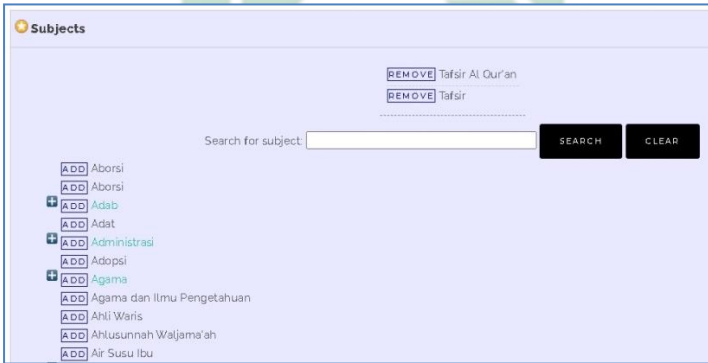 Subjects
REMOVE Tafsir Al Qur'an
REMOVE Tafsir
Search for subject: SEARCH CLEAR
ADD Aborsi
ADD Aborsi
ADD Adab
ADD Adat
ADD Administrasi
ADD Adopsi
ADD Agama
ADD Agama dan Ilmu Pengetahuan
ADD Ahli Waris
ADD Ahlusunnah Waljama'ah
ADD Air Susu Ibu